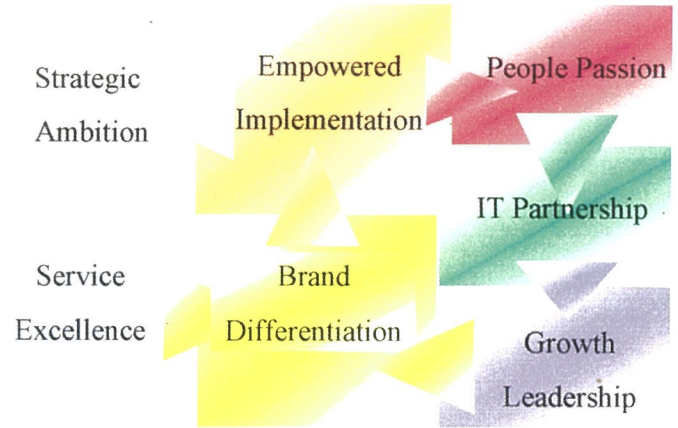 Strategic
Ambition
Empowered
Implementation
People Passion
IT Partnership
Service
Excellence
Brand
Differentiation
Growth
Leadership